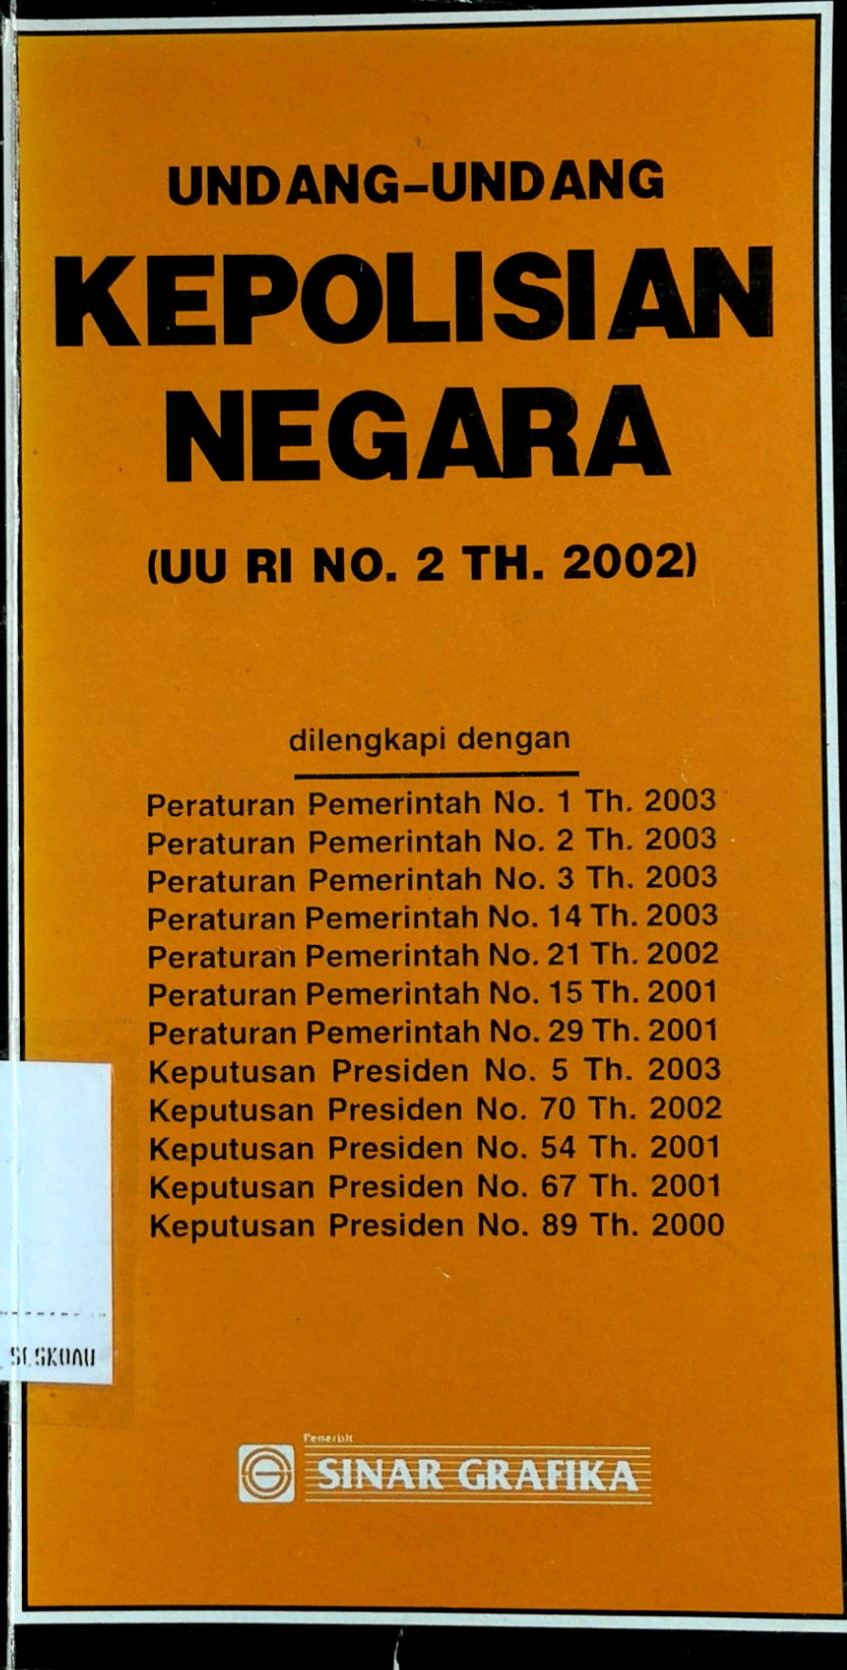 UNDANG-UNDANG
KEPOLISIAN
NEGARA
(UU RI NO. 2 TH. 2002)
dilengkapi dengan
Peraturan Pemerintah No. 1 Th. 2003
Peraturan Pemerintah No. 2 Th. 2003
Peraturan Pemerintah No. 3 Th. 2003
Peraturan Pemerintah No. 14 Th. 2003
Peraturan Pemerintah No. 21 Th. 2002
Peraturan Pemerintah No. 15 Th. 2001
Peraturan Pemerintah No. 29 Th. 2001
Keputusan Presiden No. 5 Th. 2003
Keputusan Presiden No. 70 Th. 2002
Keputusan Presiden No. 54 Th. 2001
Keputusan Presiden No. 67 Th. 2001
Keputusan Presiden No. 89 Th. 2000
SESKOAU
Penerbit
SINAR GRAFIKA